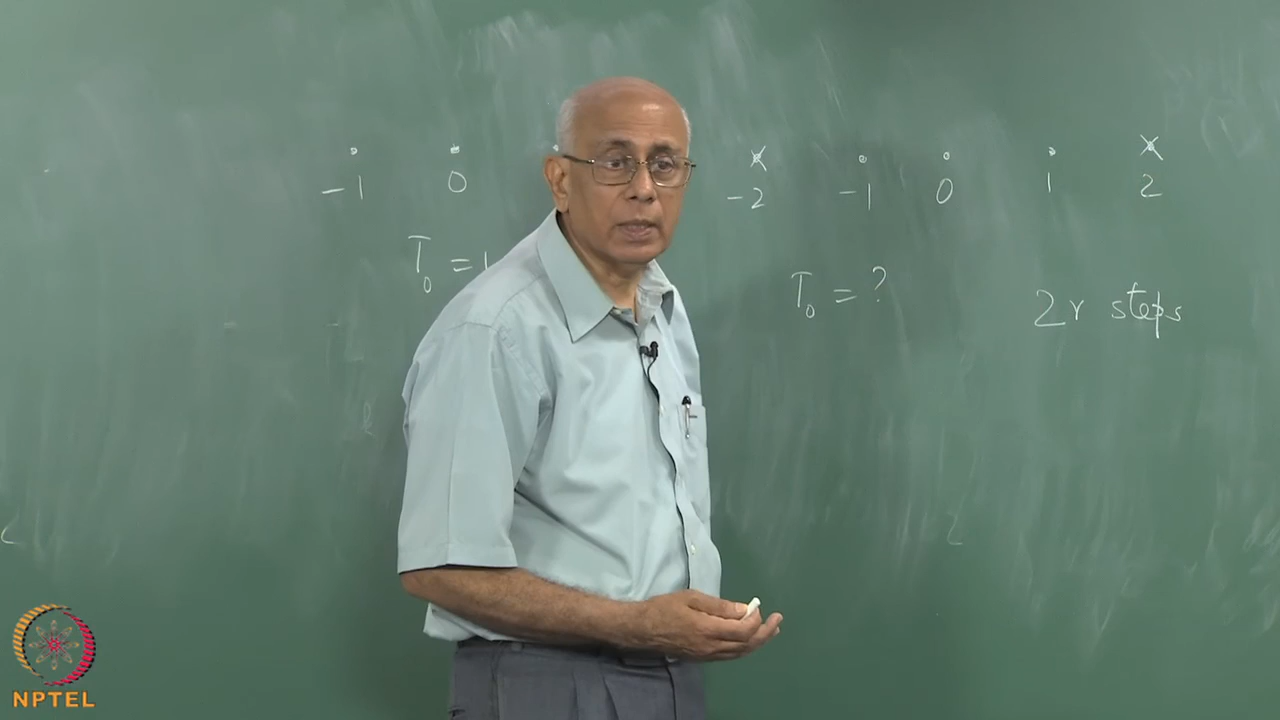 -1 0 -2 -1 0 1 2
T₀ = 1 T₀ = ? 2r steps
NPTEL